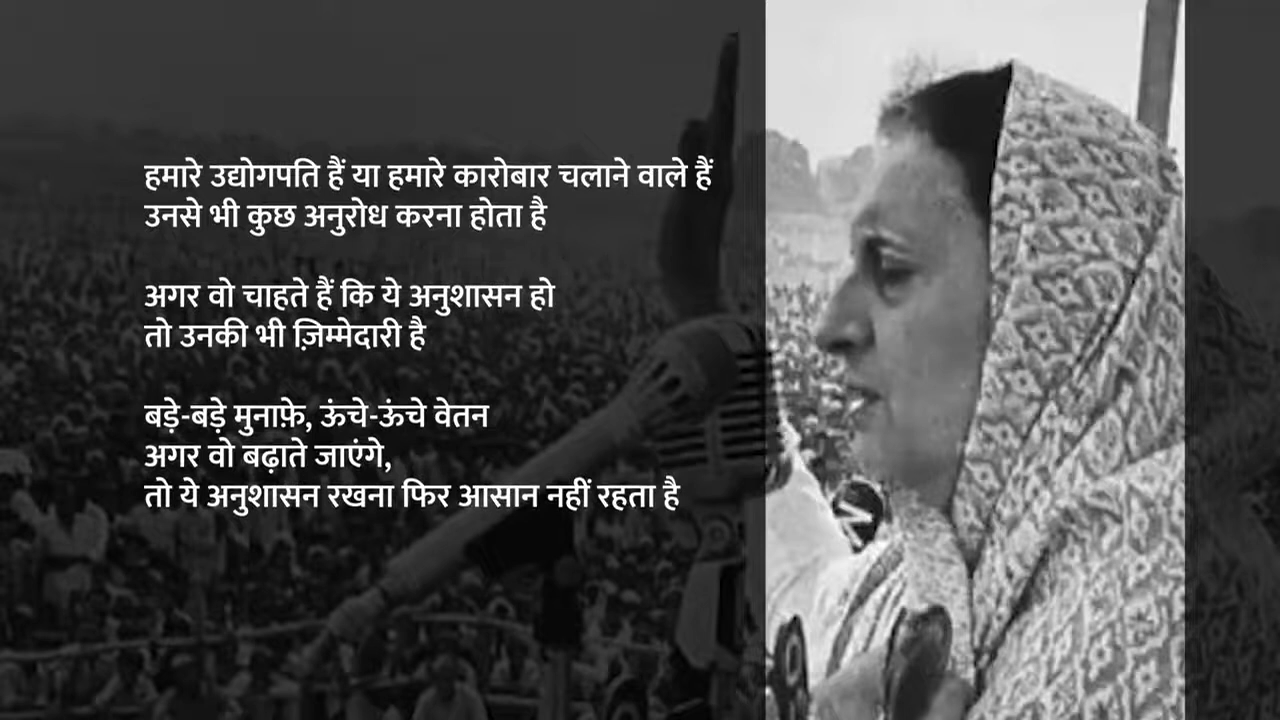 हमारे उद्योगपति हैं या हमारे कारोबार चलाने वाले हैं
उनसे भी कुछ अनुरोध करना होता है
अगर वो चाहते हैं कि ये अनुशासन हो
तो उनकी भी ज़िम्मेदारी है
बड़े-बड़े मुनाफ़े, ऊंचे-ऊंचे वेतन
अगर वो बढ़ाते जाएंगे,
तो ये अनुशासन रखना फिर आसान नहीं रहता है